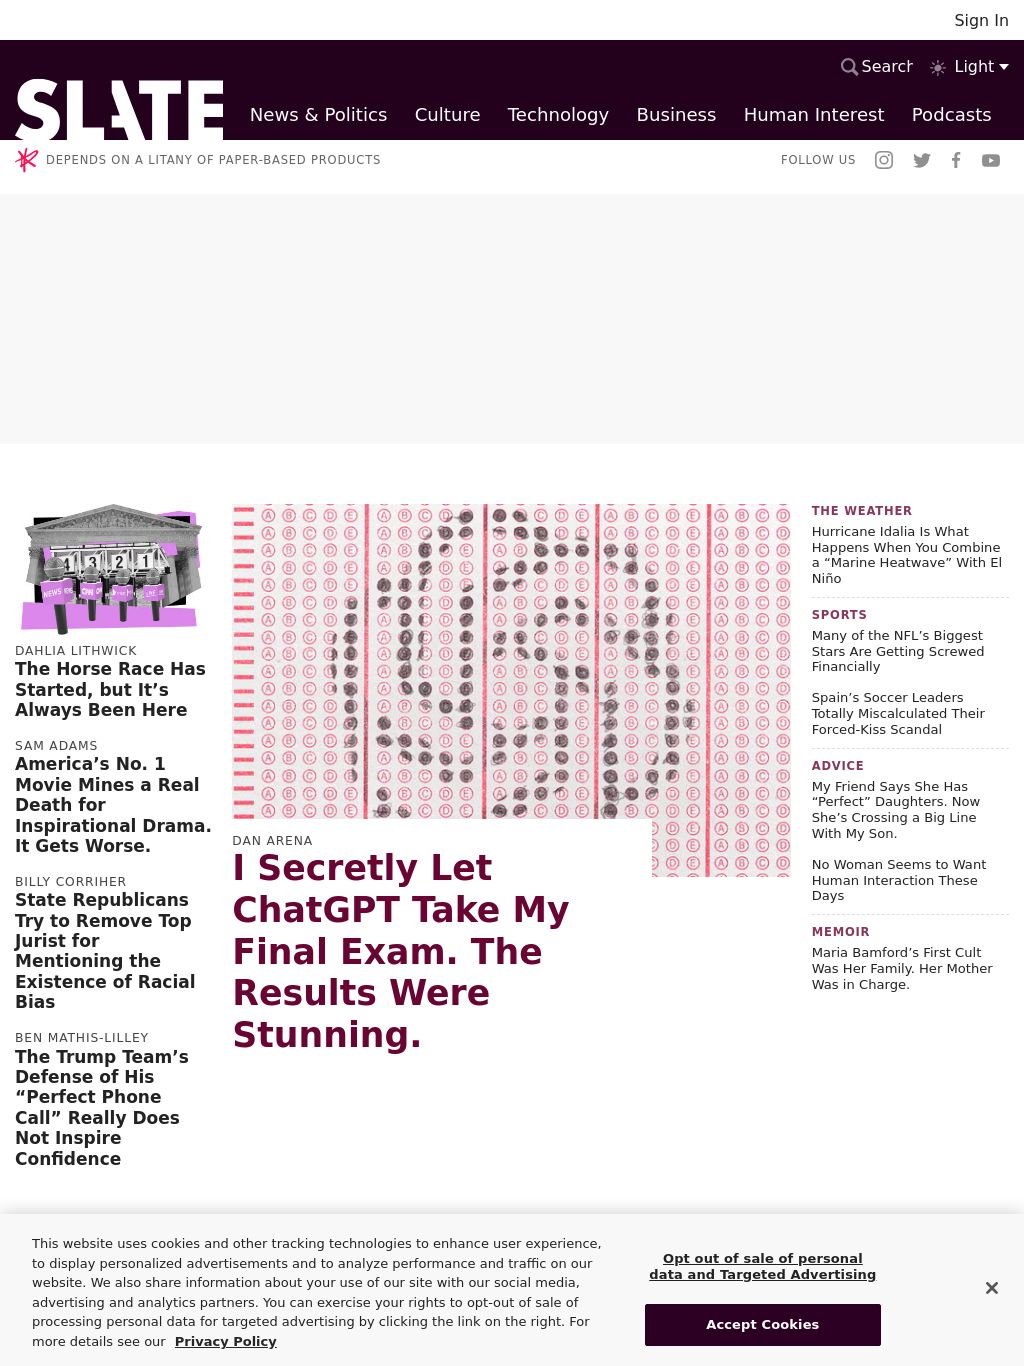 Sign In
Search
Light
SLATE
News & Politics
Culture
Technology
Business
Human Interest
Podcasts
DEPENDS ON A LITANY OF PAPER-BASED PRODUCTS
FOLLOW US
4 3 2 1
NEWS
DAHLIA LITHWICK
The Horse Race Has
Started, but It’s
Always Been Here
SAM ADAMS
America’s No. 1
Movie Mines a Real
Death for
Inspirational Drama.
It Gets Worse.
BILLY CORRIHER
State Republicans
Try to Remove Top
Jurist for
Mentioning the
Existence of Racial
Bias
BEN MATHIS-LILLEY
The Trump Team’s
Defense of His
“Perfect Phone
Call” Really Does
Not Inspire
Confidence
DAN ARENA
I Secretly Let
ChatGPT Take My
Final Exam. The
Results Were
Stunning.
THE WEATHER
Hurricane Idalia Is What
Happens When You Combine
a “Marine Heatwave” With El
Niño
SPORTS
Many of the NFL’s Biggest
Stars Are Getting Screwed
Financially
Spain’s Soccer Leaders
Totally Miscalculated Their
Forced-Kiss Scandal
ADVICE
My Friend Says She Has
“Perfect” Daughters. Now
She’s Crossing a Big Line
With My Son.
No Woman Seems to Want
Human Interaction These
Days
MEMOIR
Maria Bamford’s First Cult
Was Her Family. Her Mother
Was in Charge.
This website uses cookies and other tracking technologies to enhance user experience,
to display personalized advertisements and to analyze performance and traffic on our
website. We also share information about your use of our site with our social media,
advertising and analytics partners. You can exercise your rights to opt-out of sale of
processing personal data for targeted advertising by clicking the link on the right. For
more details see our Privacy Policy
Opt out of sale of personal
data and Targeted Advertising
Accept Cookies